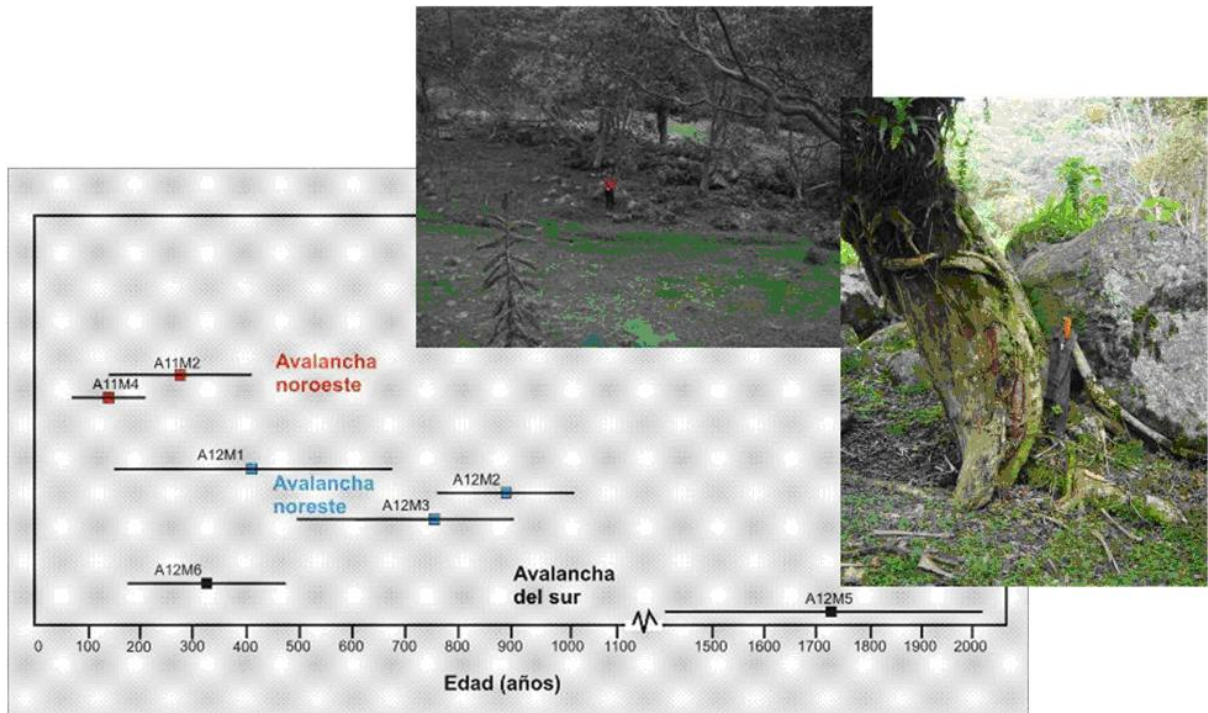 A11M2
Avalancha
noroeste
A11M4
A12M1
Avalancha
noreste
A12M2
A12M3
A12M6
Avalancha
del sur
A12M5
0 100 200 300 400 500 600 700 800 900 1000 1100 1500 1600 1700 1800 1900 2000
Edad (años)